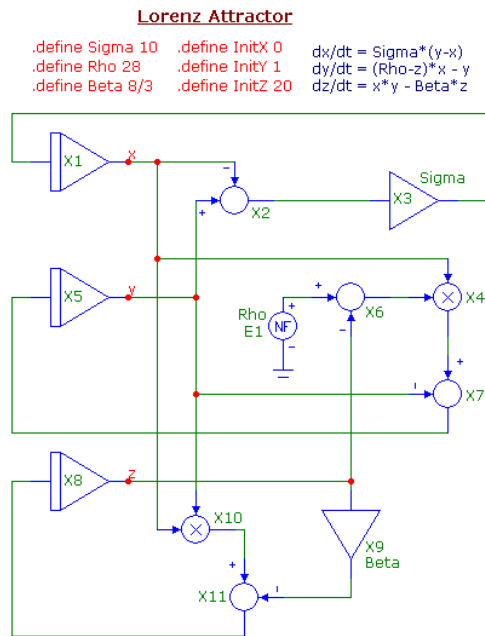 Lorenz Attractor
.define Sigma 10 .define InitX 0 dx/dt = Sigma*(y-x)
.define Rho 28 .define InitY 1 dy/dt = (Rho-z)*x - y
.define Beta 8/3 .define InitZ 20 dz/dt = x*y - Beta*z
X1
x
-
+
X2
X3
Sigma
X5
y
Rho
E1
NF
+
-
+
-
X6
×
X4
+
-
X7
X8
z
×
X10
X9
Beta
+
-
X11